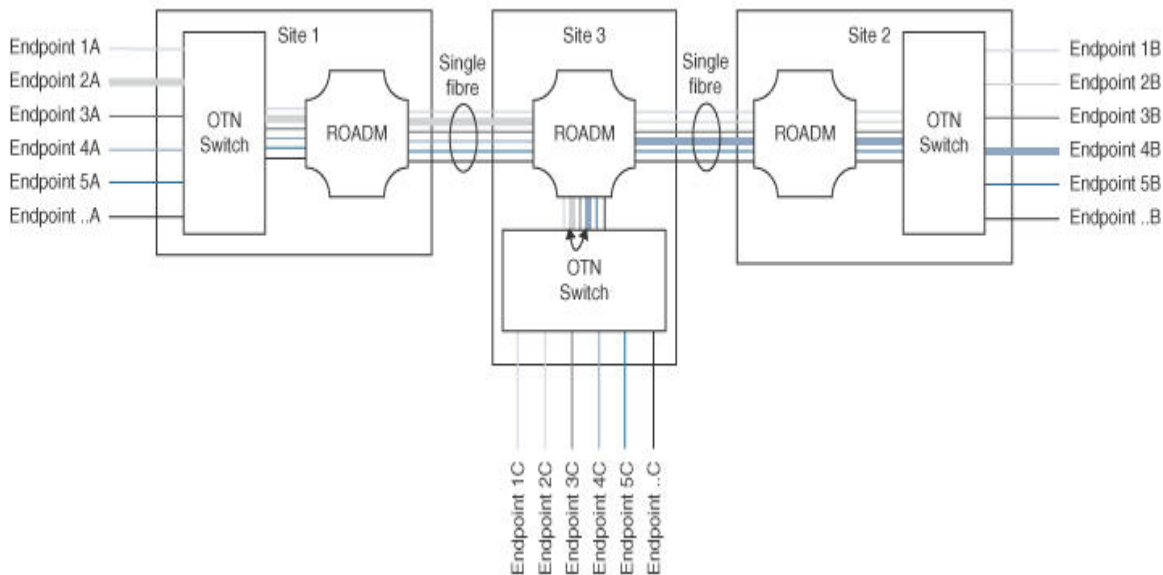 Site 1
Endpoint 1A
Endpoint 2A
Endpoint 3A
Endpoint 4A
Endpoint 5A
Endpoint ..A
OTN
Switch
ROADM
Single
fibre
Site 3
ROADM
OTN
Switch
Endpoint 1C
Endpoint 2C
Endpoint 3C
Endpoint 4C
Endpoint 5C
Endpoint ..C
Single
fibre
Site 2
ROADM
OTN
Switch
Endpoint 1B
Endpoint 2B
Endpoint 3B
Endpoint 4B
Endpoint 5B
Endpoint ..B